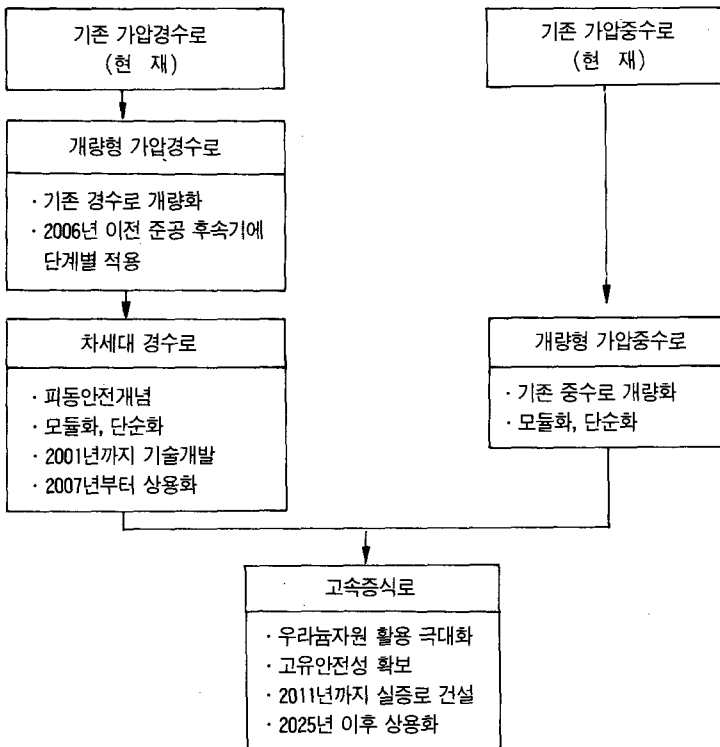 기존 가압경수로
(현 재)
개량형 가압경수로
· 기존 경수로 개량화
· 2006년 이전 준공 후속기에
단계별 적용
차세대 경수로
· 피동안전개념
· 모듈화, 단순화
· 2001년까지 기술개발
· 2007년부터 상용화
기존 가압중수로
(현 재)
개량형 가압중수로
· 기존 중수로 개량화
· 모듈화, 단순화
고속증식로
· 우라늄자원 활용 극대화
· 고유안전성 확보
· 2011년까지 실증로 건설
· 2025년 이후 상용화